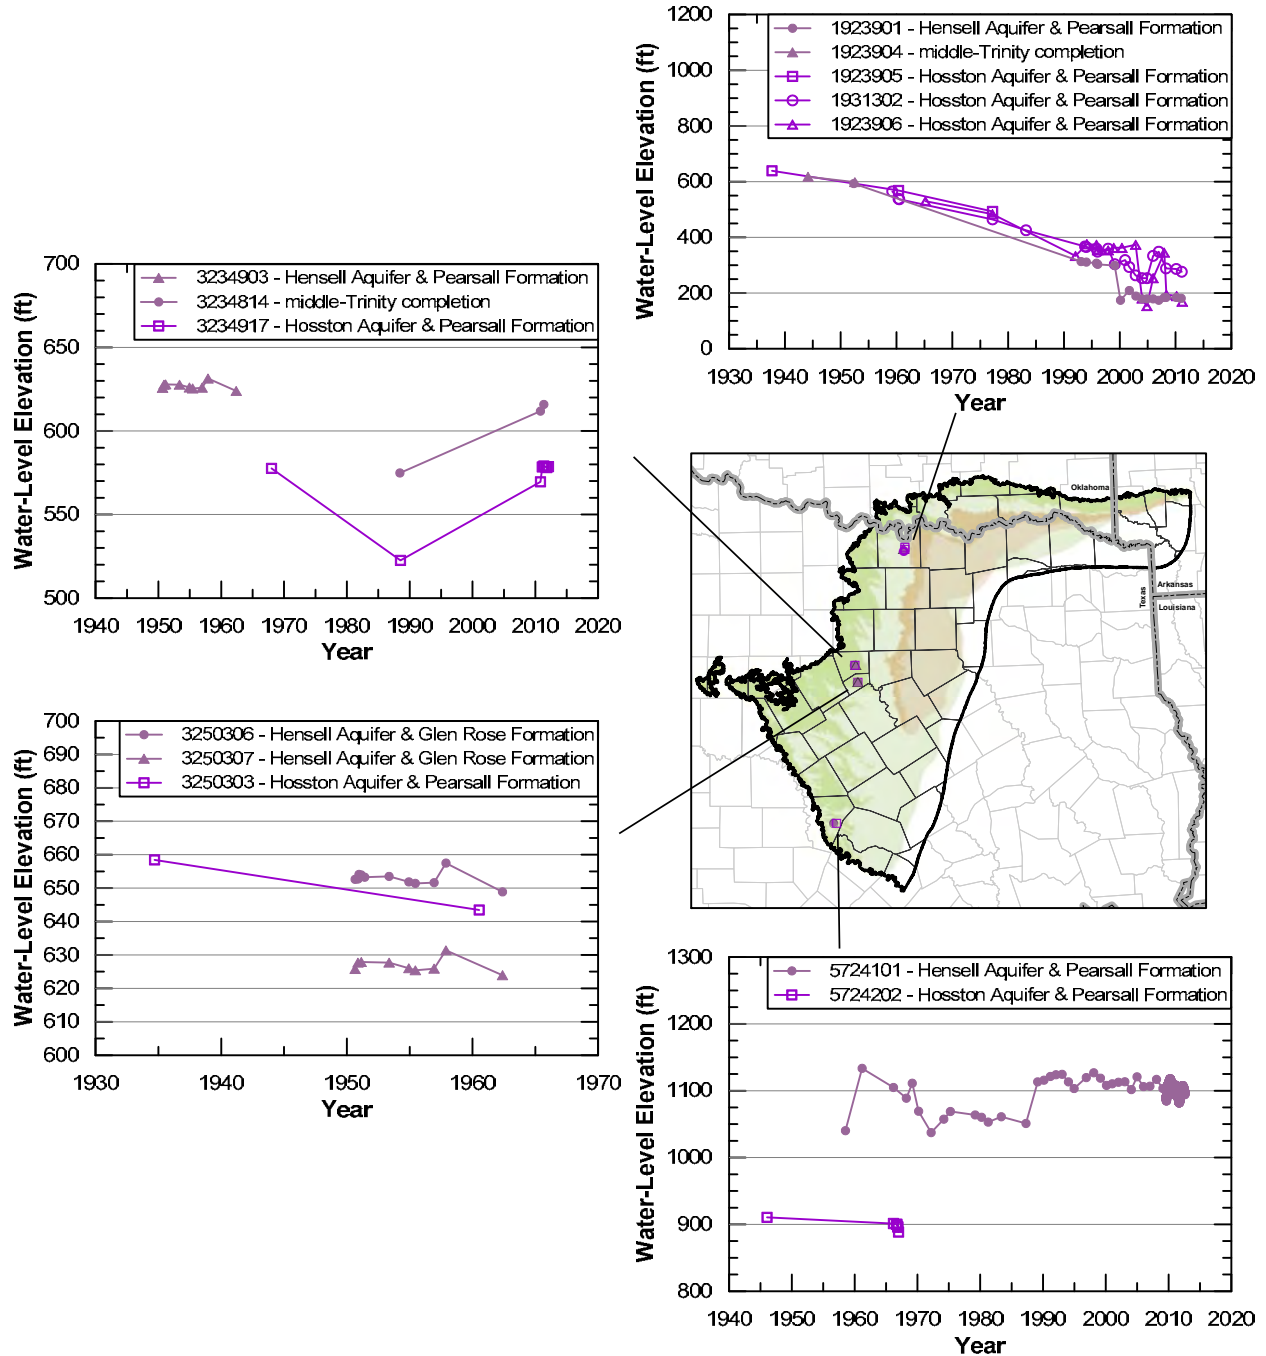 1200
1000
800
600
400
200
0
Water-Level Elevation (ft)
1923901 - Hensell Aquifer & Pearsall Formation
1923904 - middle-Trinity completion
1923905 - Hosston Aquifer & Pearsall Formation
1931302 - Hosston Aquifer & Pearsall Formation
1923906 - Hosston Aquifer & Pearsall Formation
1930 1940 1950 1960 1970 1980 1990 2000 2010 2020
Year
700
650
600
550
500
Water-Level Elevation (ft)
3234903 - Hensell Aquifer & Pearsall Formation
3234814 - middle-Trinity completion
3234917 - Hosston Aquifer & Pearsall Formation
1940 1950 1960 1970 1980 1990 2000 2010 2020
Year
Oklahoma
Texas
Arkansas
Louisiana
700
690
680
670
660
650
640
630
620
610
600
Water-Level Elevation (ft)
3250306 - Hensell Aquifer & Glen Rose Formation
3250307 - Hensell Aquifer & Glen Rose Formation
3250303 - Hosston Aquifer & Pearsall Formation
1930 1940 1950 1960 1970
Year
1300
1200
1100
1000
900
800
Water-Level Elevation (ft)
5724101 - Hensell Aquifer & Pearsall Formation
5724202 - Hosston Aquifer & Pearsall Formation
1940 1950 1960 1970 1980 1990 2000 2010 2020
Year